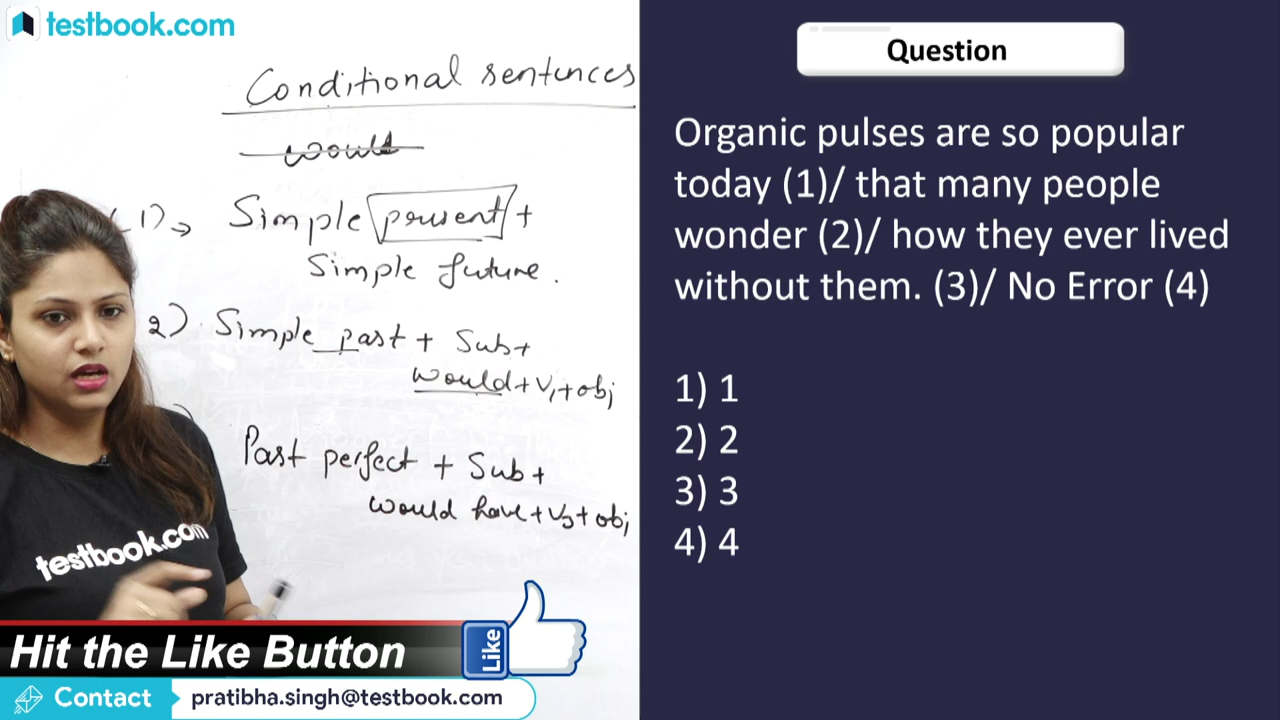 testbook.com
Conditional sentences
would
1) → Simple present +
Simple future.
2) Simple past + Sub +
would + V1 + obj
Past perfect + Sub +
would have + V3 + obj
testbook.com
Hit the Like Button
Like
Contact pratibha.singh@testbook.com
Question
Organic pulses are so popular
today (1)/ that many people
wonder (2)/ how they ever lived
without them. (3)/ No Error (4)
1) 1
2) 2
3) 3
4) 4